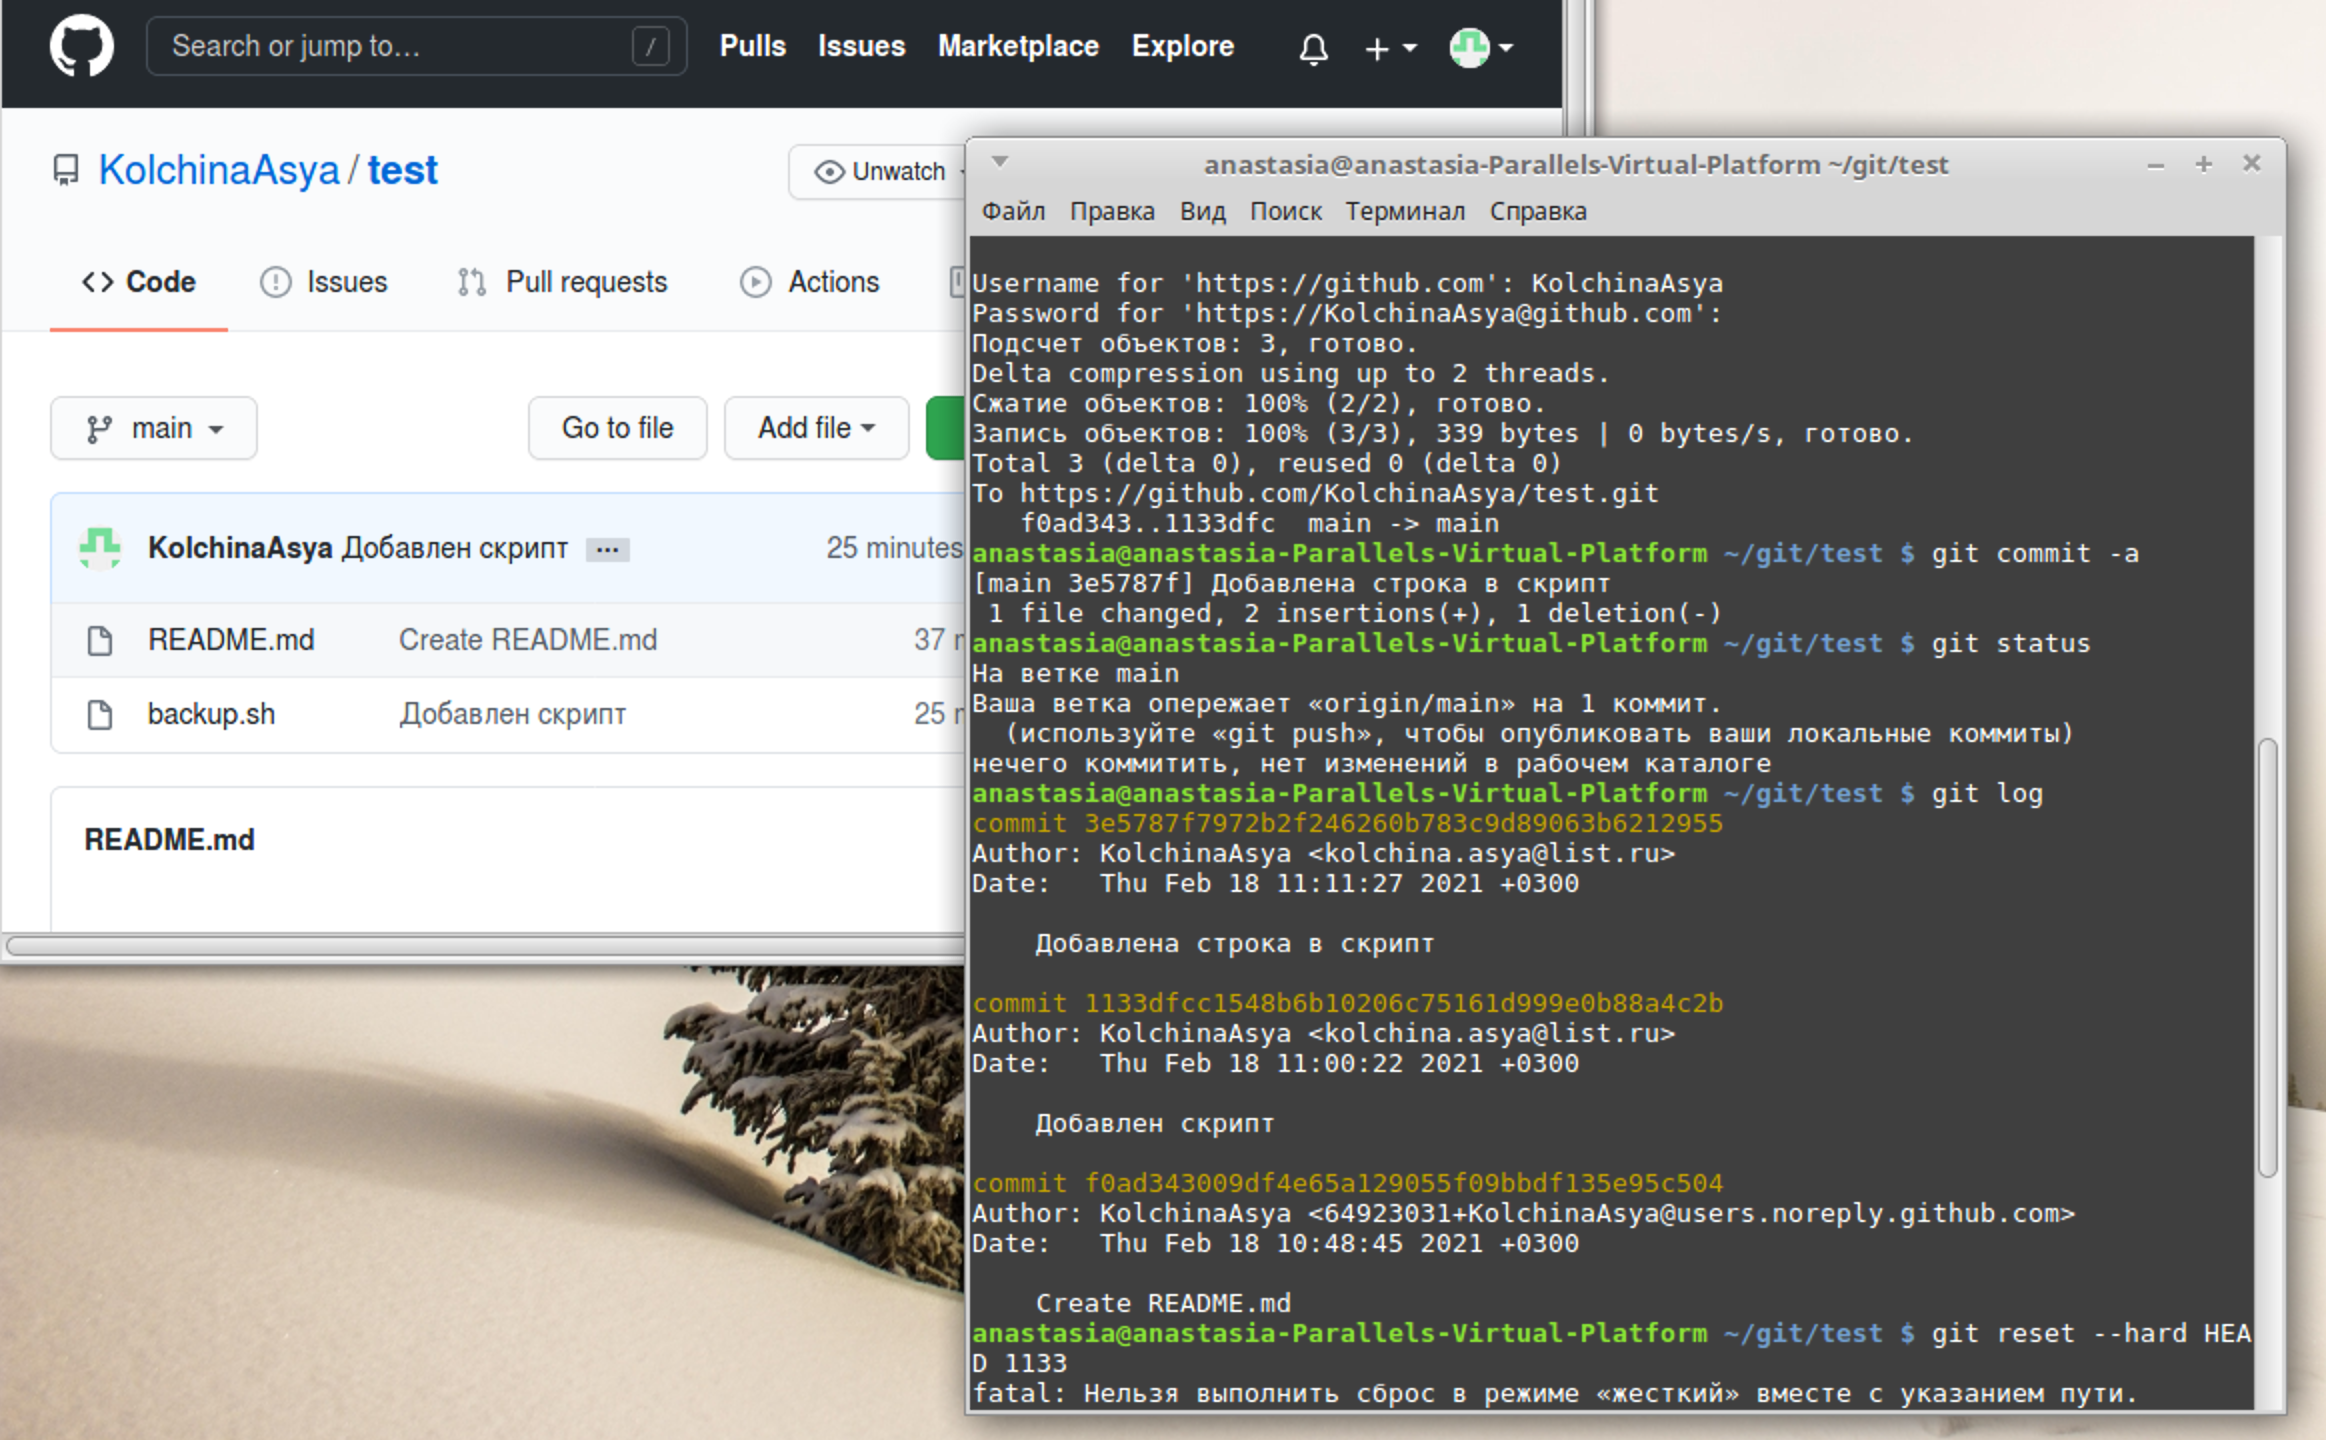 Search or jump to... /
Pulls Issues Marketplace Explore
KolchinaAsya / test
Unwatch
Code Issues Pull requests Actions
main
Go to file
Add file
KolchinaAsya Добавлен скрипт ... 25 minutes
README.md Create README.md 37
backup.sh Добавлен скрипт 25
README.md
anastasia@anastasia-Parallels-Virtual-Platform ~/git/test
Файл Правка Вид Поиск Терминал Справка
Username for 'https://github.com': KolchinaAsya
Password for 'https://KolchinaAsya@github.com':
Подсчет объектов: 3, готово.
Delta compression using up to 2 threads.
Сжатие объектов: 100% (2/2), готово.
Запись объектов: 100% (3/3), 339 bytes | 0 bytes/s, готово.
Total 3 (delta 0), reused 0 (delta 0)
To https://github.com/KolchinaAsya/test.git
   f0ad343..1133dfc  main -> main
anastasia@anastasia-Parallels-Virtual-Platform ~/git/test $ git commit -a
[main 3e5787f] Добавлена строка в скрипт
 1 file changed, 2 insertions(+), 1 deletion(-)
anastasia@anastasia-Parallels-Virtual-Platform ~/git/test $ git status
На ветке main
Ваша ветка опережает «origin/main» на 1 коммит.
  (используйте «git push», чтобы опубликовать ваши локальные коммиты)
нечего коммитить, нет изменений в рабочем каталоге
anastasia@anastasia-Parallels-Virtual-Platform ~/git/test $ git log
commit 3e5787f7972b2f246260b783c9d89063b6212955
Author: KolchinaAsya <kolchina.asya@list.ru>
Date:   Thu Feb 18 11:11:27 2021 +0300
    Добавлена строка в скрипт
commit 1133dfcc1548b6b10206c75161d999e0b88a4c2b
Author: KolchinaAsya <kolchina.asya@list.ru>
Date:   Thu Feb 18 11:00:22 2021 +0300
    Добавлен скрипт
commit f0ad343009df4e65a129055f09bbdf135e95c504
Author: KolchinaAsya <64923031+KolchinaAsya@users.noreply.github.com>
Date:   Thu Feb 18 10:48:45 2021 +0300
    Create README.md
anastasia@anastasia-Parallels-Virtual-Platform ~/git/test $ git reset --hard HEA
D 1133
fatal: Нельзя выполнить сброс в режиме «жесткий» вместе с указанием пути.